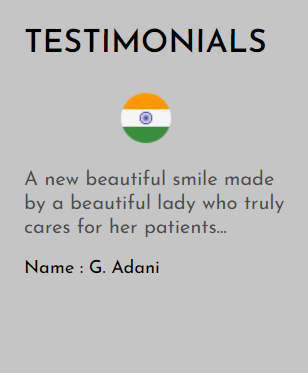 TESTIMONIALS
A new beautiful smile made
by a beautiful lady who truly
cares for her patients...
Name : G. Adani